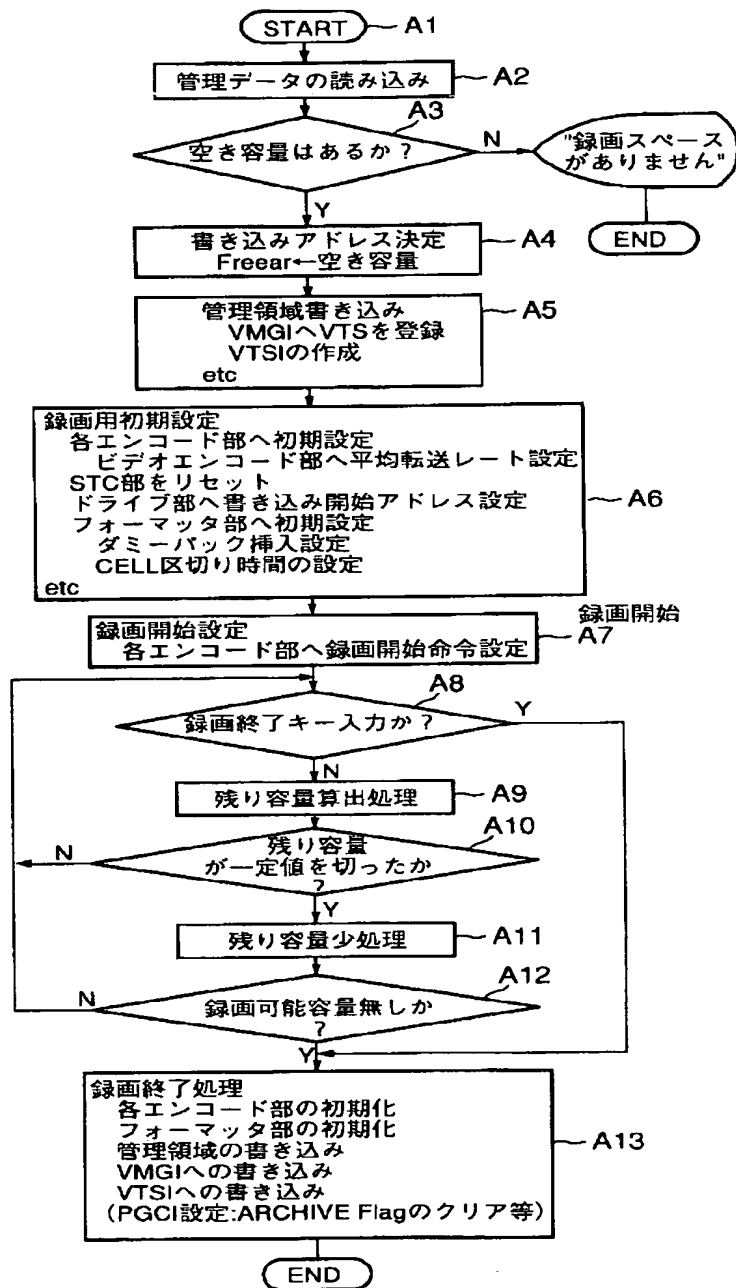 START
A1
管理データの読み込み
A2
A3
空き容量はあるか?
N
"録画スペース
がありません"
END
Y
書き込みアドレス決定
Freear←空き容量
A4
管理領域書き込み
VMGIへVTSを登録
VTSIの作成
etc
A5
録画用初期設定
各エンコード部へ初期設定
ビデオエンコード部へ平均転送レート設定
STC部をリセット
ドライブ部へ書き込み開始アドレス設定
フォーマッタ部へ初期設定
ダミーパック挿入設定
CELL区切り時間の設定
etc
A6
録画開始
録画開始設定
各エンコード部へ録画開始命令設定
A7
A8
録画終了キー入力か?
Y
N
残り容量算出処理
A9
A10
残り容量
が一定値を切ったか
?
N
Y
残り容量少処理
A11
A12
録画可能容量無しか
?
N
Y
録画終了処理
各エンコード部の初期化
フォーマッタ部の初期化
管理領域の書き込み
VMGIへの書き込み
VTSIへの書き込み
(PGCI設定:ARCHIVE Flagのクリア等)
A13
END